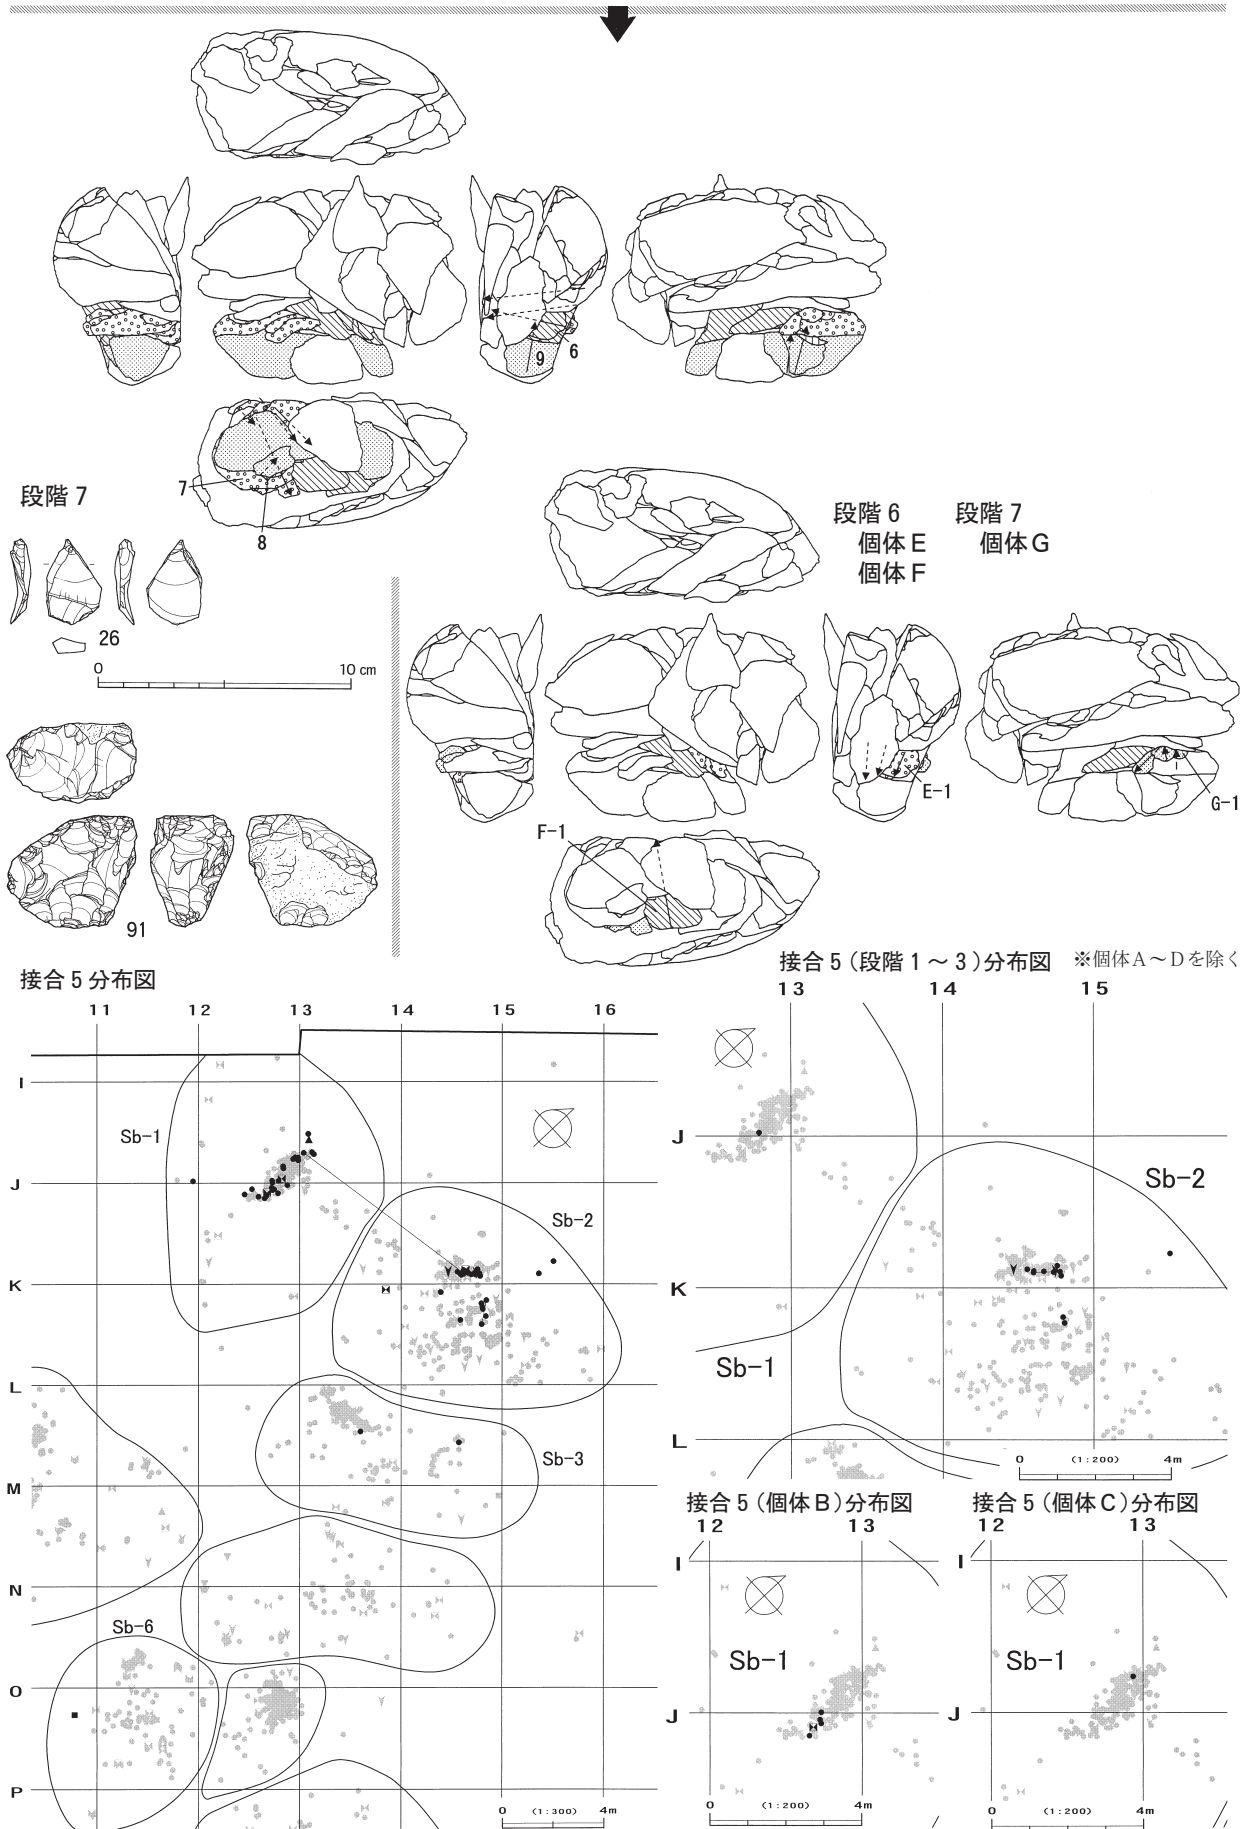 9
6
7
8
段階7
26
0 10 cm
91
段階6 段階7
個体E 個体G
個体F
E-1
G-1
F-1
接合5分布図
11 12 13 14 15 16
I
J
K
L
M
N
O
P
Sb-1
Sb-2
Sb-3
Sb-6
0 (1:300) 4m
接合5(段階1～3)分布図 ※個体A～Dを除く
13 14 15
J
K
L
Sb-2
Sb-1
0 (1:200) 4m
接合5(個体B)分布図
12 13
I
J
Sb-1
0 (1:200) 4m
接合5(個体C)分布図
12 13
I
J
Sb-1
0 (1:200) 4m